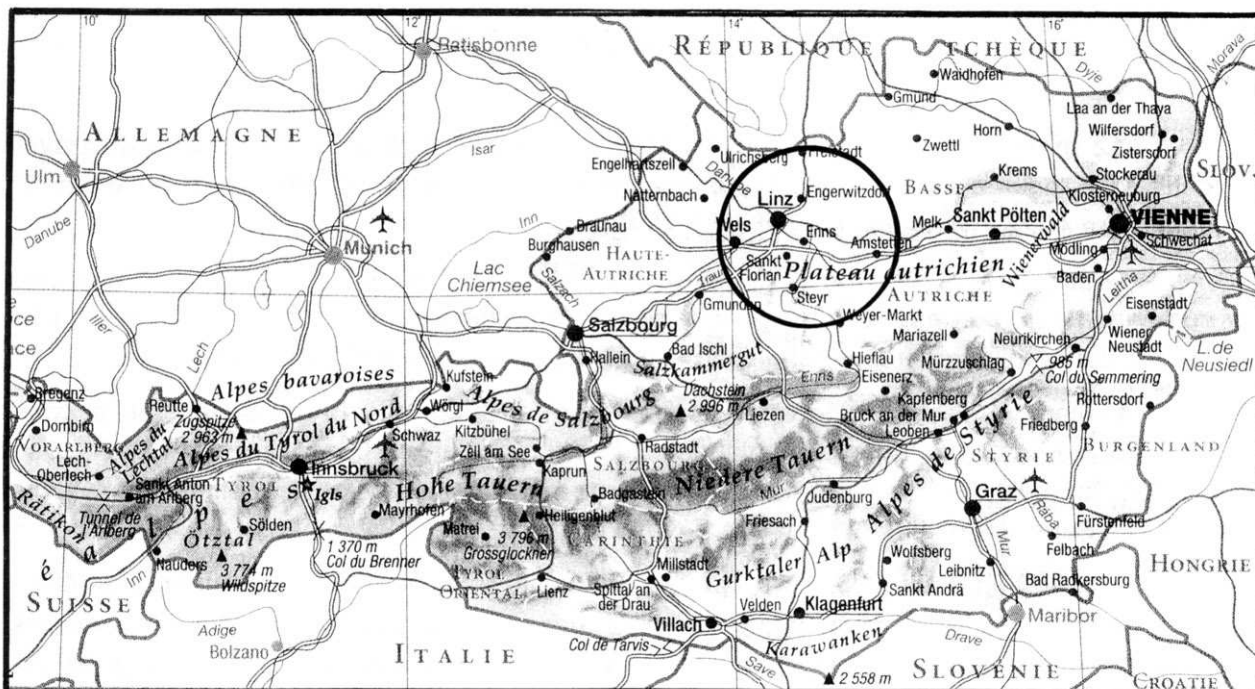 10
12
14
16
Ratisbonne
RÉPUBLIQUE TCHÈQUE
Morava
Dyje
Waidhofen
Gmünd
Laa an der Thaya
ALLEMAGNE
Isar
Horn
Wilfersdorf
Zwettl
Zistersdorf
Ulrichsberg
Freistadt
Engelhartszell
Ulm
Danube
Krems
Stockerau
SLOV.
Natternbach
Engerwitzdorf
BASSE-
Klosterneuburg
Linz
Danube
Inn
Braunau
Wels
Enns
Melk
Sankt Pölten
VIENNE
Munich
Burghausen
HAUTE-
AUTRICHE
Amstetten
Wienerwald
Schwechat
Mödling
Lac
Chiemsee
Salzach
Traun
Sankt
Florian
Plateau autrichien
Baden
Leitha
Steyr
AUTRICHE
Iller
Gmunden
Weyer-Markt
Eisenstadt
Lech
Salzbourg
Mariazell
Neunkirchen
Wiener
Neustadt
L. de
Neusiedl
Hallein
Bad Ischl
Salzkammergut
Hieflau
Mürzzuschlag
Enns
Eisenerz
985 m
Col du Semmering
Bregenz
Alpes bavaroises
Kufstein
Dachstein
2 996 m
Kapfenberg
Reutte
Wörgl
Alpes de Salzbourg
Liezen
Bruck an der Mur
Rottersdorf
Dornbirn
Zugspitze
2 963 m
Leoben
Friedberg
VORARLBERG
Alpes du
Lechtal
Alpes du Tyrol du Nord
Schwaz
Kitzbühel
Radstadt
BURGENLAND
Lech-
Oberlech
Zell am See
Innsbruck
Kaprun
SALZBOURG
Niedere Tauern
Alpes de Styrie
STYRIE
Sankt Anton
am Arlberg
TYROL
Igls
Hohe Tauern
Badgastein
Mur
Judenburg
Graz
Rätikon
Tunnel de
l'Arlberg
Sölden
Mayrhofen
Heiligenblut
Raba
Fürstenfeld
Ötztal
Matrei
3 796 m
Grossglockner
CARINTHIE
Friesach
Felbach
Inn
Nauders
1 370 m
Col du Brenner
Wolfsberg
Mur
3 774 m
Wildspitze
TYROL
ORIENTAL
Millstadt
Gurktaler Alp
Leibnitz
HONGRIE
SUISSE
Lienz
Spittal an
der Drau
Sankt Andrä
Bad Radkersburg
Adige
Bolzano
Villach
Velden
Klagenfurt
Maribor
ITALIE
Col de Tarvis
Karawanken
Drave
Save
SLOVÉNIE
2 558 m
CROATIE